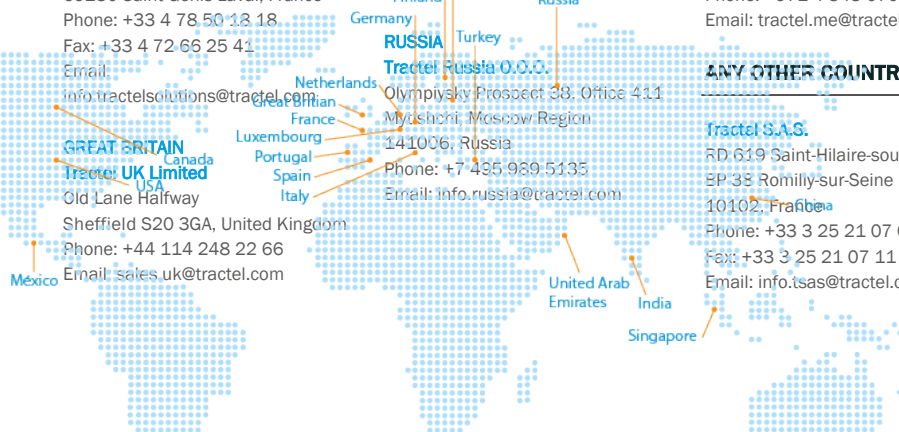 Phone: +33 4 78 50 18 18
Fax: +33 4 72 66 25 41
Email:
info.tractelsolutions@tractel.com
GREAT BRITAIN
Tractel UK Limited
Old Lane Halfway
Sheffield S20 3GA, United Kingdom
Phone: +44 114 248 22 66
Email: sales.uk@tractel.com
RUSSIA
Tractel Russia O.O.O.
Olympiysky Prospect 38, Office 411
Mytishchi, Moscow Region
141006, Russia
Phone: +7 495 989 5135
Email: info.russia@tractel.com
Email: tractel.me@tractel
ANY OTHER COUNTR
Tractel S.A.S.
RD 619 Saint-Hilaire-sou
BP 38 Romilly-sur-Seine
10102, France
Phone: +33 3 25 21 07
Fax: +33 3 25 21 07 11
Email: info.tsas@tractel.c
Russia
Germany
Turkey
Netherlands
Great Britian
France
Luxembourg
Portugal
Spain
Italy
Canada
USA
Mexico
United Arab
Emirates
India
Singapore
China